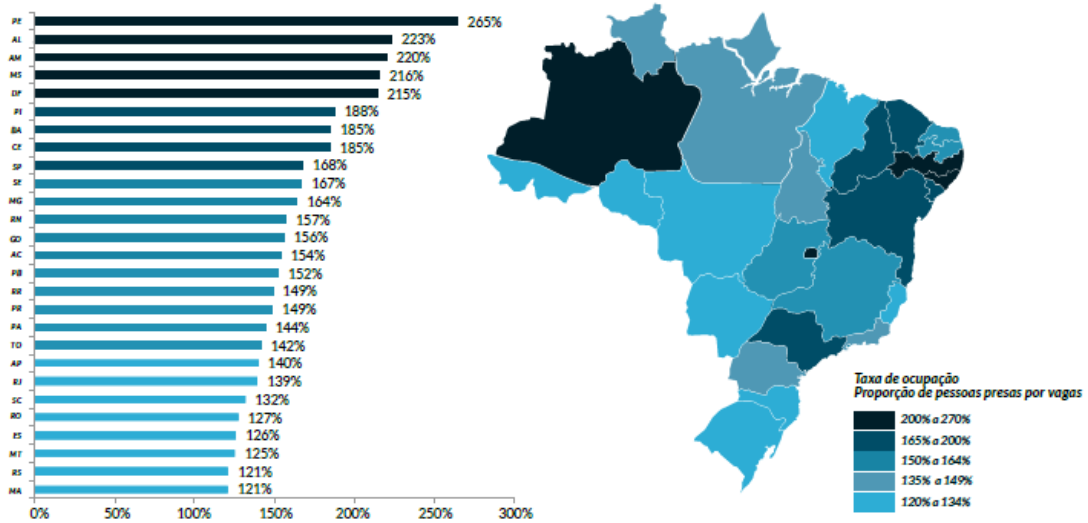 PE 265%
AL 223%
AM 220%
MS 216%
DF 215%
PI 188%
BA 185%
CE 185%
SP 168%
SE 167%
MG 164%
RN 157%
GO 156%
AC 154%
PB 152%
RR 149%
PR 149%
PA 144%
TO 142%
AP 140%
RJ 139%
SC 132%
RO 127%
ES 126%
MT 125%
RS 121%
MA 121%
0% 50% 100% 150% 200% 250% 300%
Taxa de ocupação
Proporção de pessoas presas por vagas
200% a 270%
165% a 200%
150% a 164%
135% a 149%
120% a 134%